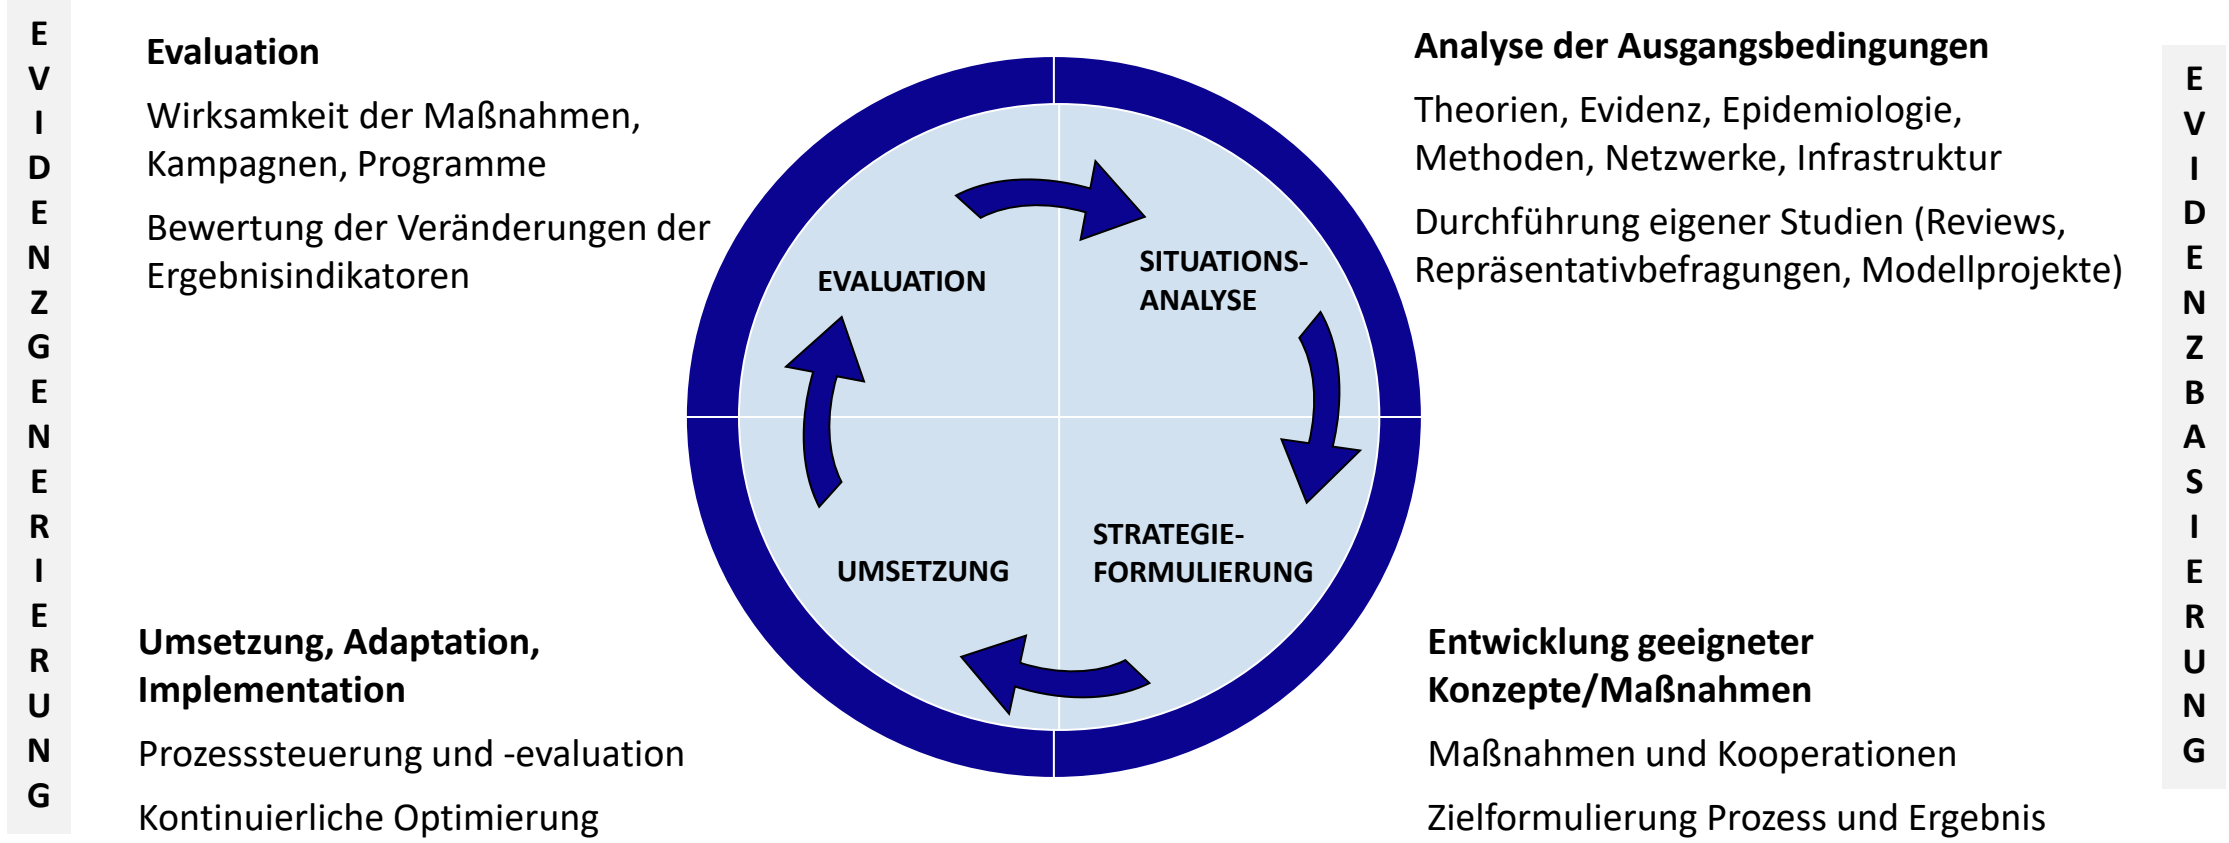 EVIDENZGENERIERUNG
Evaluation
Wirksamkeit der Maßnahmen,
Kampagnen, Programme
Bewertung der Veränderungen der
Ergebnisindikatoren
Umsetzung, Adaptation,
Implementation
Prozesssteuerung und -evaluation
Kontinuierliche Optimierung
EVALUATION
SITUATIONS-
ANALYSE
UMSETZUNG
STRATEGIE-
FORMULIERUNG
Analyse der Ausgangsbedingungen
Theorien, Evidenz, Epidemiologie,
Methoden, Netzwerke, Infrastruktur
Durchführung eigener Studien (Reviews,
Repräsentativbefragungen, Modellprojekte)
Entwicklung geeigneter
Konzepte/Maßnahmen
Maßnahmen und Kooperationen
Zielformulierung Prozess und Ergebnis
EVIDENZBASIERUNG